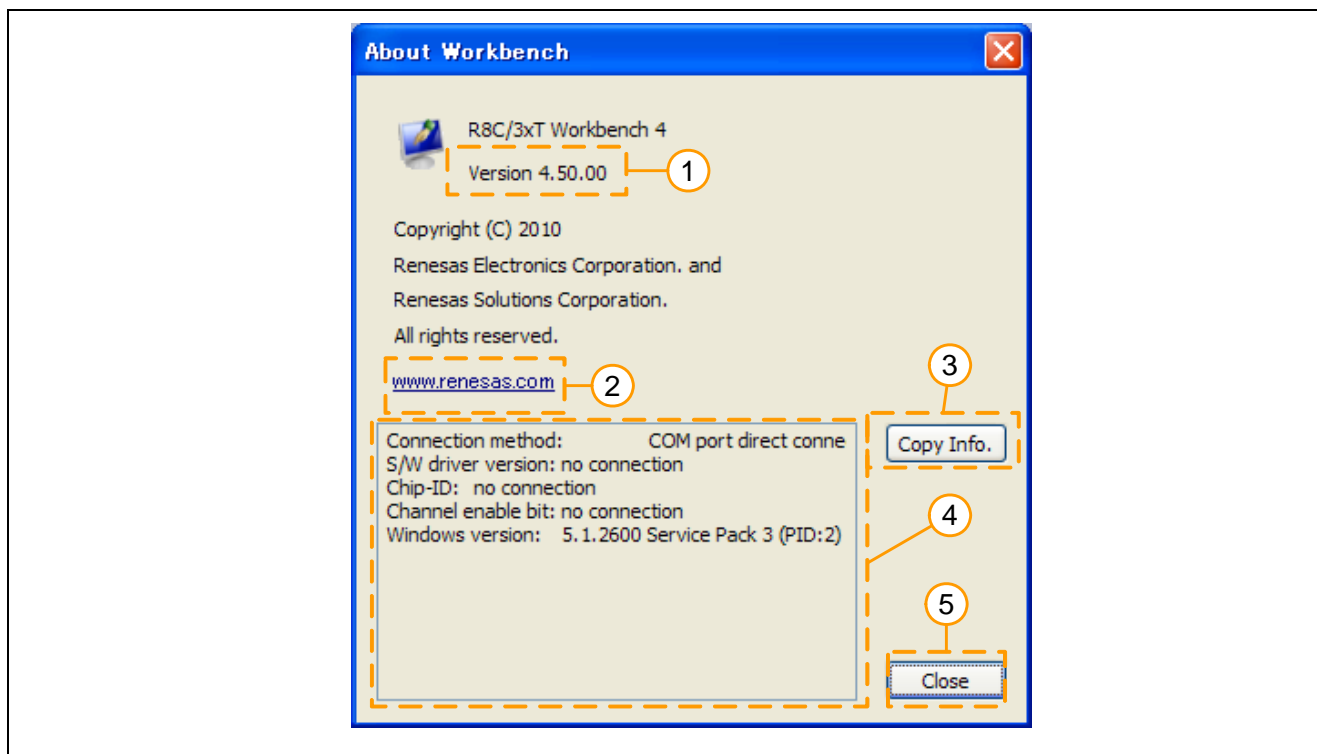 About Workbench
R8C/3xT Workbench 4
Version 4.50.00
1
Copyright (C) 2010
Renesas Electronics Corporation. and
Renesas Solutions Corporation.
All rights reserved.
www.renesas.com
2
3
Connection method: COM port direct conne
Copy Info.
S/W driver version: no connection
Chip-ID: no connection
Channel enable bit: no connection
4
Windows version: 5.1.2600 Service Pack 3 (PID:2)
5
Close